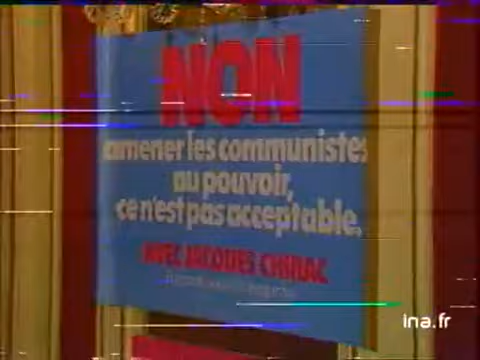 NON
amener les communistes
au pouvoir,
ce n'est pas acceptable.
AVEC JACQUES CHIRAC
ina.fr